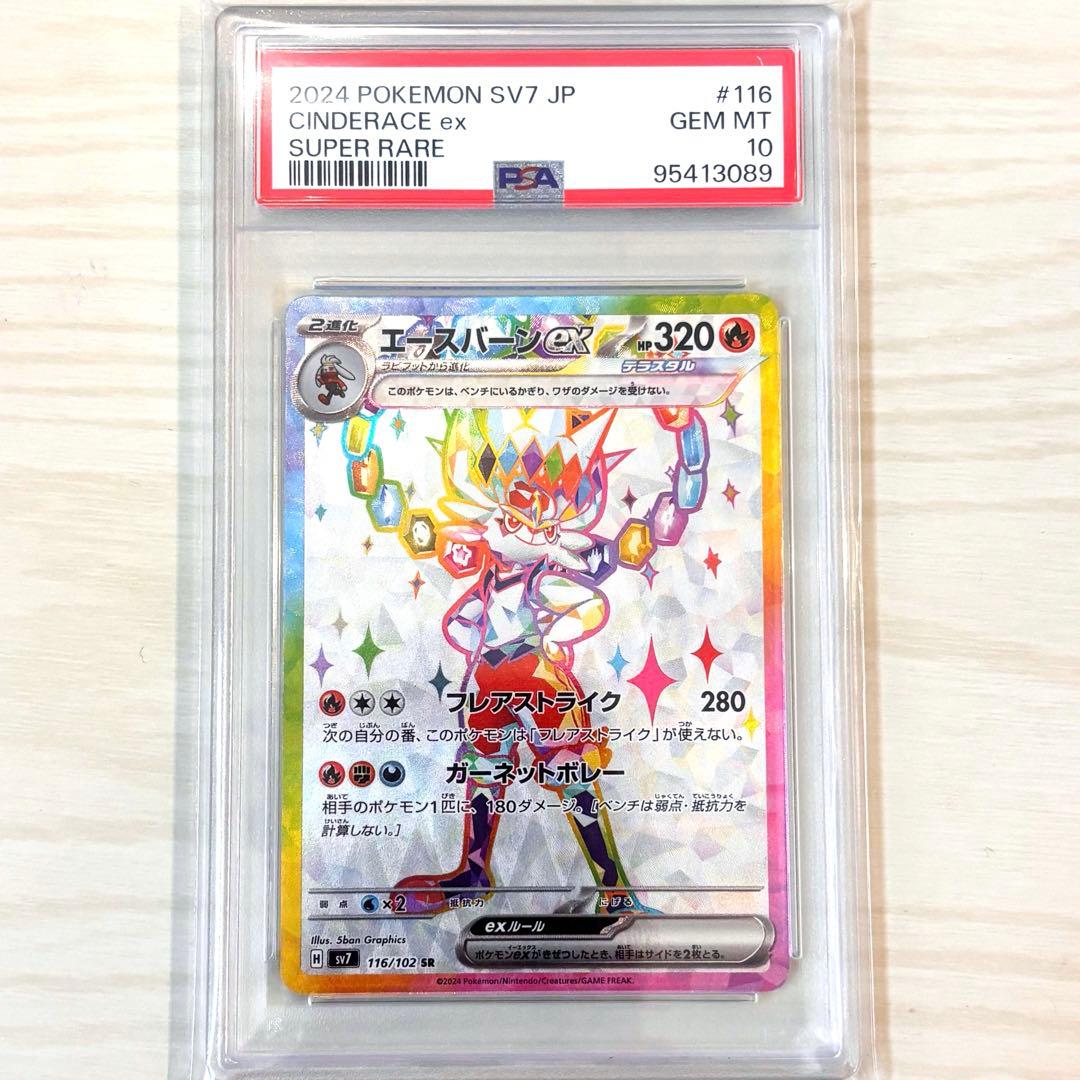 2024 POKEMON SV7 JP #116
CINDERACE ex GEM MT
SUPER RARE 10
PSA 95413089
2進化 エースバーンex HP320
ラビフットから進化 テラスタル
このポケモンは、ベンチにいるかぎり、ワザのダメージを受けない。
フレアストライク 280
次の自分の番、このポケモンは「フレアストライク」が使えない。
ガーネットボレー
相手のポケモン1匹に、180ダメージ。[ベンチは弱点・抵抗力を
計算しない。]
弱点 ×2 抵抗力 にげる
exルール
ポケモンexがきぜつしたとき、相手はサイドを2枚とる。
Illus. 5ban Graphics
H sv7 116/102 SR
©2024 Pokémon/Nintendo/Creatures/GAME FREAK.